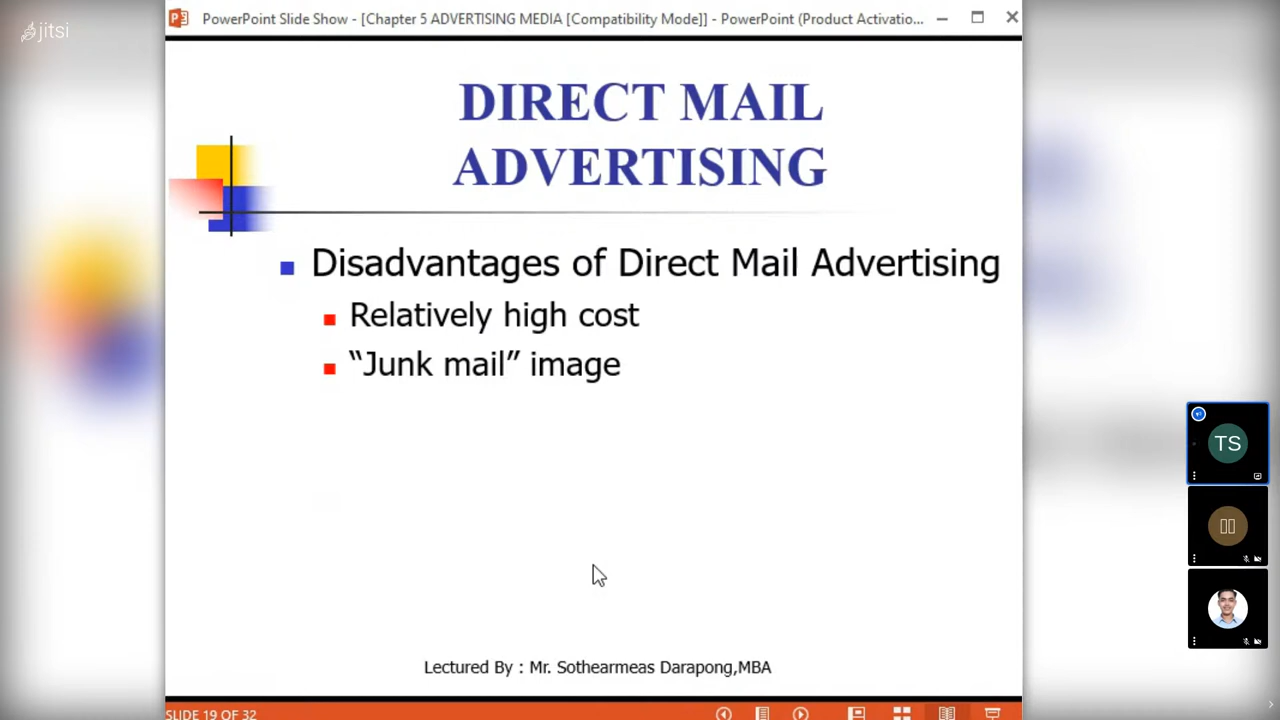 PowerPoint Slide Show - [Chapter 5 ADVERTISING MEDIA [Compatibility Mode]] - PowerPoint (Product Activatio...
jitsi
DIRECT MAIL
ADVERTISING
Disadvantages of Direct Mail Advertising
Relatively high cost
“Junk mail” image
TS
Lectured By : Mr. Sothearmeas Darapong,MBA
SLIDE 19 OF 32